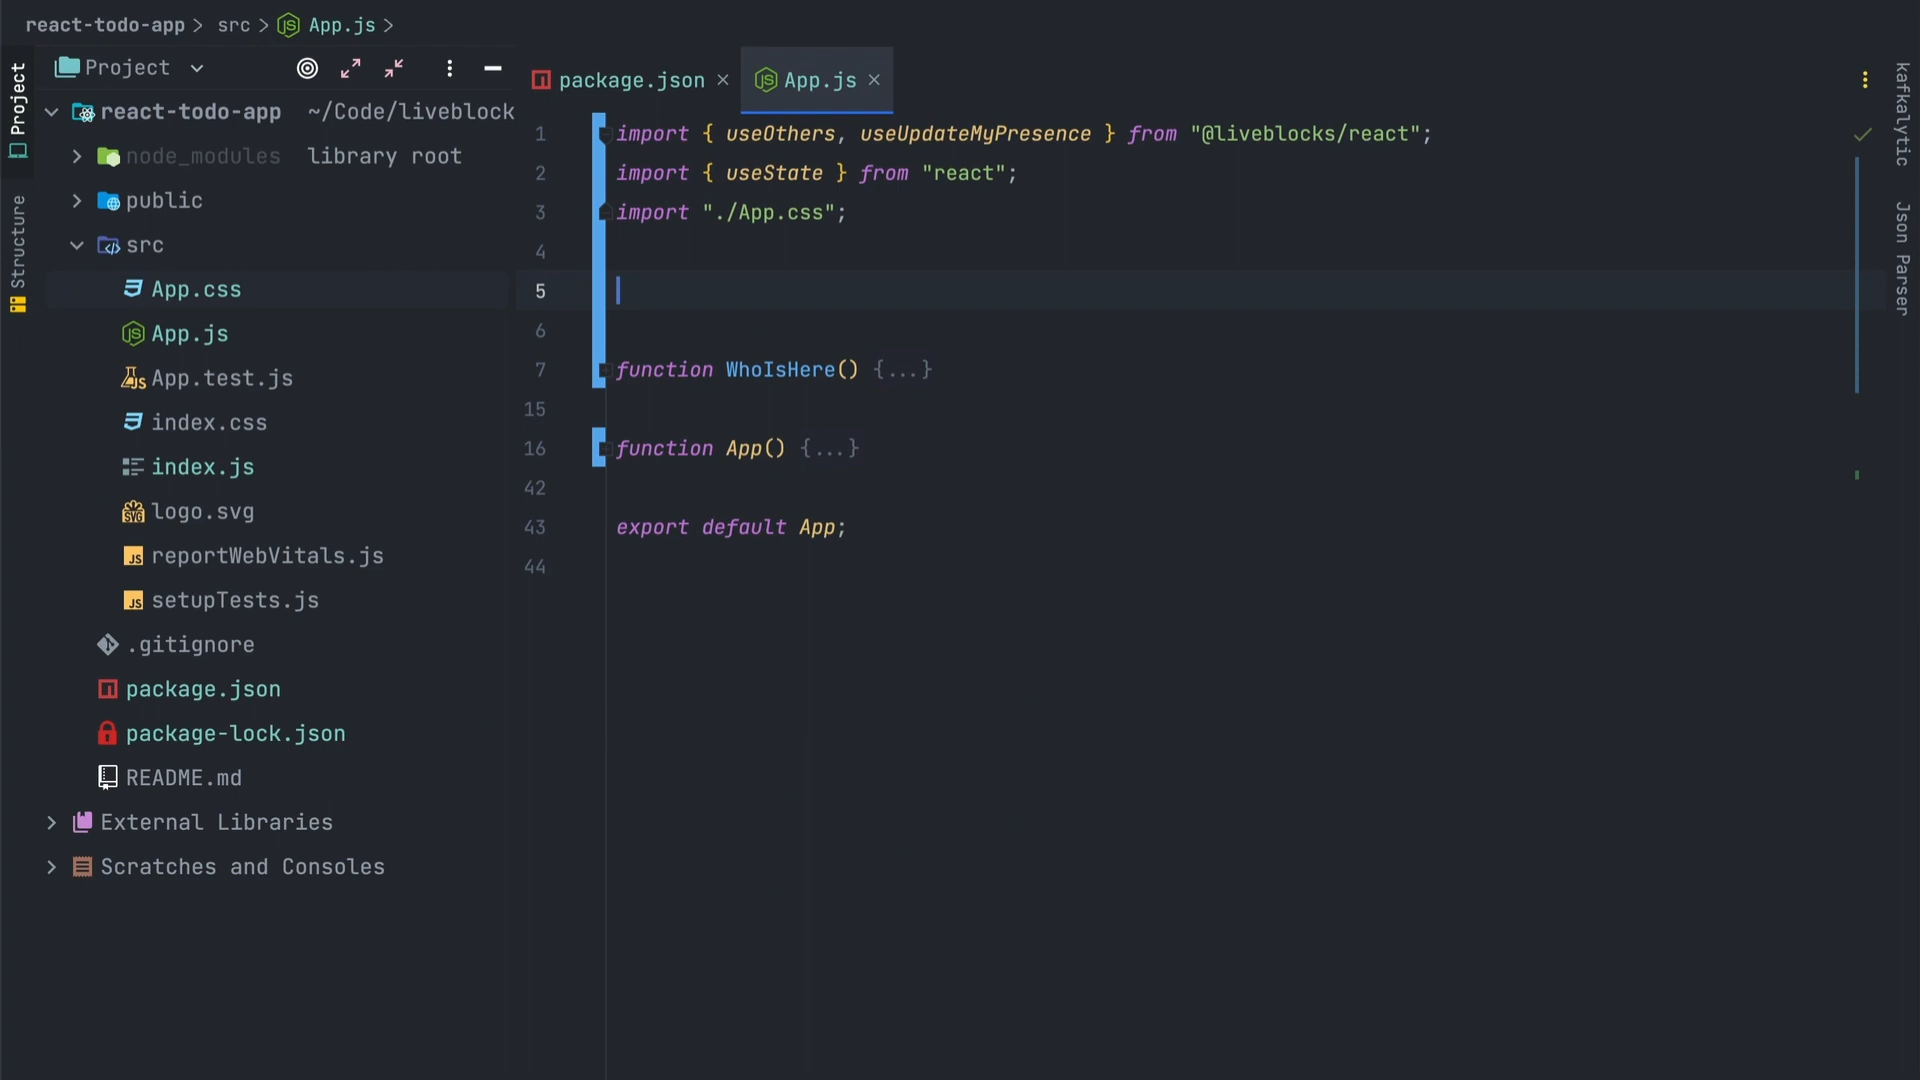 react-todo-app > src > App.js >
Project
Structure
Project
react-todo-app ~/Code/liveblock
node_modules library root
public
src
App.css
App.js
App.test.js
index.css
index.js
logo.svg
reportWebVitals.js
setupTests.js
.gitignore
package.json
package-lock.json
README.md
External Libraries
Scratches and Consoles
package.json
App.js
1 import { useOthers, useUpdateMyPresence } from "@liveblocks/react";
2 import { useState } from "react";
3 import "./App.css";
4
5
6
7 function WhoIsHere() {...}
15
16 function App() {...}
42
43 export default App;
44
kafkalytic
Json Parser